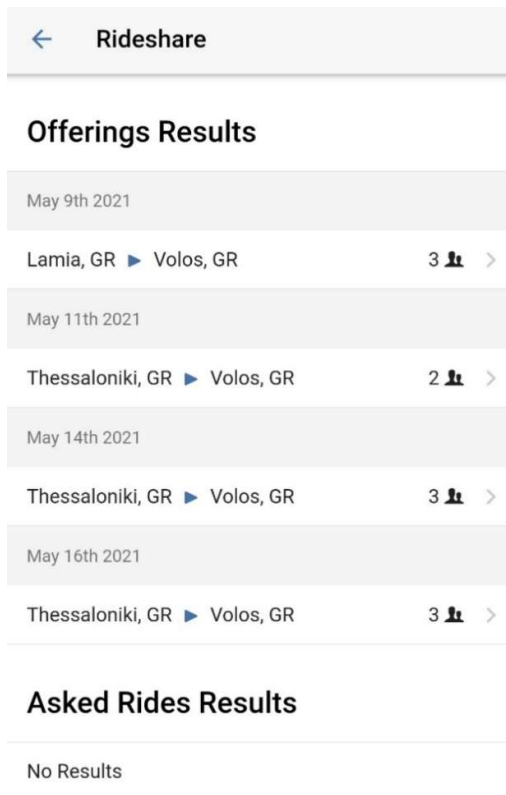 Rideshare
Offerings Results
May 9th 2021
Lamia, GR ▶ Volos, GR 3
May 11th 2021
Thessaloniki, GR ▶ Volos, GR 2
May 14th 2021
Thessaloniki, GR ▶ Volos, GR 3
May 16th 2021
Thessaloniki, GR ▶ Volos, GR 3
Asked Rides Results
No Results